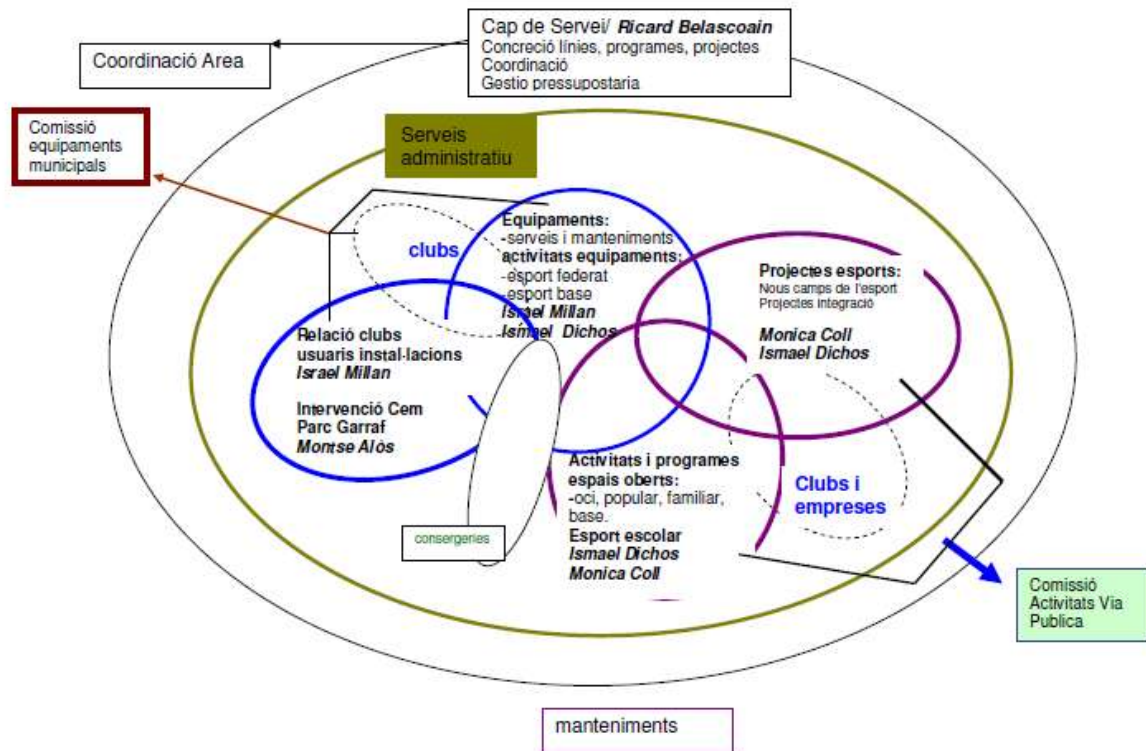 Cap de Servei/ Ricard Belascoain
Concreció línies, programes, projectes
Coordinació
Gestio pressupostaria
Coordinació Area
Comissió
equipaments
municipals
Serveis
administratiu
clubs
Equipaments:
-serveis i manteniments
activitats equipaments:
-esport federat
-esport base
Israel Millan
Ismael Dichos
Projectes esports:
Nous camps de l'esport
Projectes integració
Monica Coll
Ismael Dichos
Relació clubs
usuaris instal·lacions
Israel Millan
Intervenció Cem
Parc Garraf
Montse Alòs
Activitats i programes
espais oberts:
-oci, popular, familiar,
base.
Esport escolar
Ismael Dichos
Monica Coll
Clubs i
empreses
consergeries
Comissió
Activitats Via
Publica
manteniments